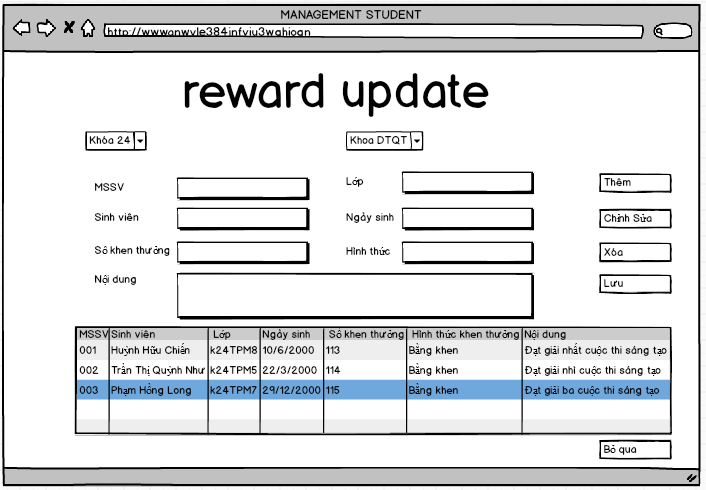 MANAGEMENT STUDENT
http://wwwanwvle384infviu3wahioan
reward update
Khóa 24 Khoa DTQT
MSSV Lớp Thêm
Sinh viên Ngày sinh Chỉnh Sửa
Số khen thưởng Hình thức Xóa
Nội dung Lưu
MSSV Sinh viên Lớp Ngày sinh Số khen thưởng Hình thức khen thưởng Nội dung
001 Huỳnh Hữu Chiến k24TPM8 10/6/2000 113 Bằng khen Đạt giải nhất cuộc thi sáng tạo
002 Trần Thị Quỳnh Như k24TPM5 22/3/2000 114 Bằng khen Đạt giải nhì cuộc thi sáng tạo
003 Phạm Hồng Long k24TPM7 29/12/2000 115 Bằng khen Đạt giải ba cuộc thi sáng tạo
Bỏ qua